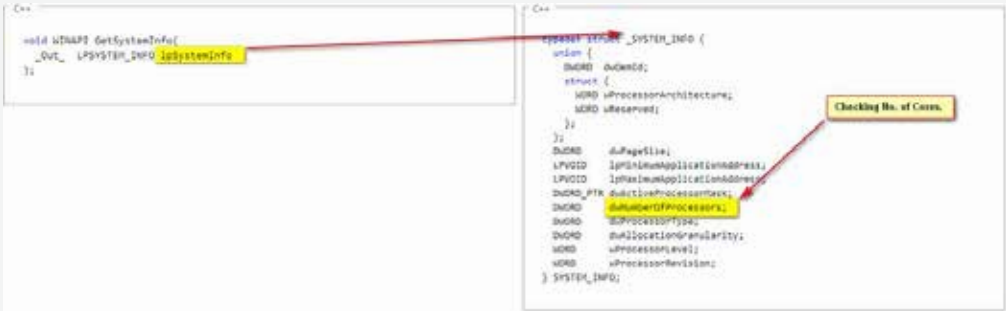 C++
void WINAPI GetSystemInfo(
_Out_ LPSYSTEM_INFO lpSystemInfo
);
C++
typedef struct _SYSTEM_INFO {
union {
DWORD dwOemId;
struct {
WORD wProcessorArchitecture;
WORD wReserved;
};
};
DWORD dwPageSize;
LPVOID lpMinimumApplicationAddress;
LPVOID lpMaximumApplicationAddress;
DWORD_PTR dwActiveProcessorMask;
DWORD dwNumberOfProcessors;
DWORD dwProcessorType;
DWORD dwAllocationGranularity;
WORD wProcessorLevel;
WORD wProcessorRevision;
} SYSTEM_INFO;
Checking No. of Cores.